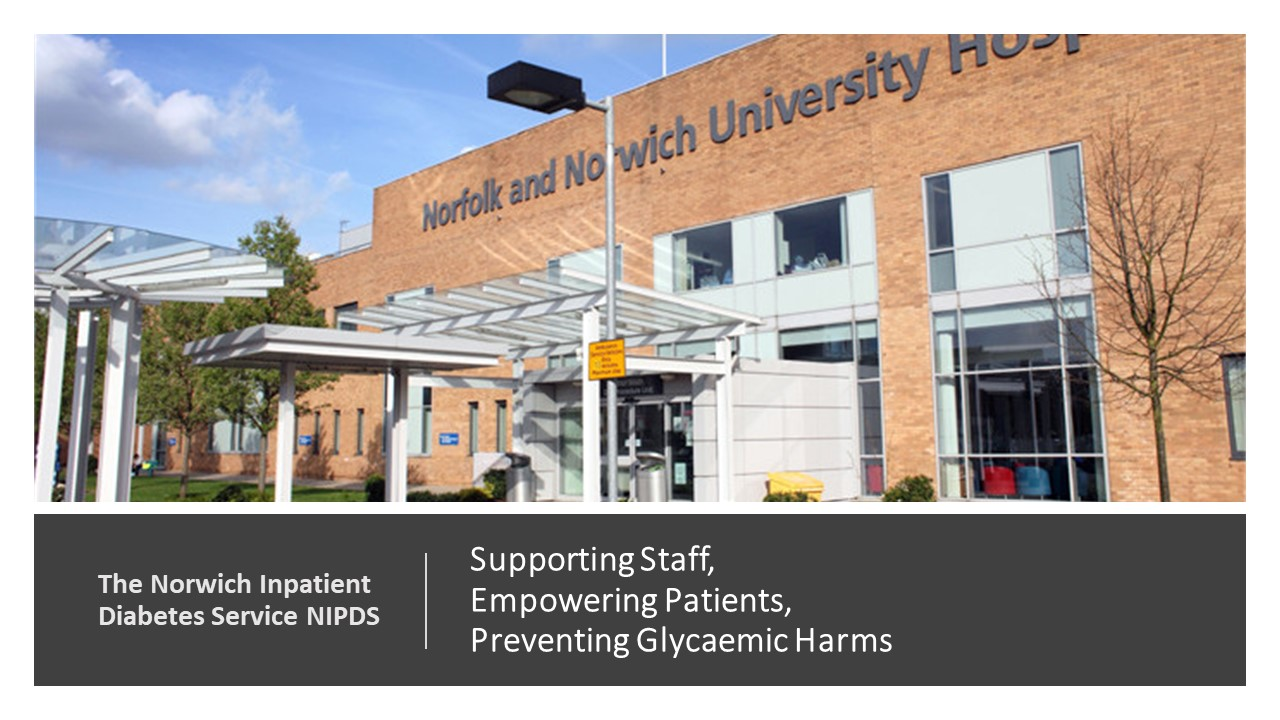 Norfolk and Norwich University Hosp
The Norwich Inpatient
Diabetes Service NIPDS
Supporting Staff,
Empowering Patients,
Preventing Glycaemic Harms